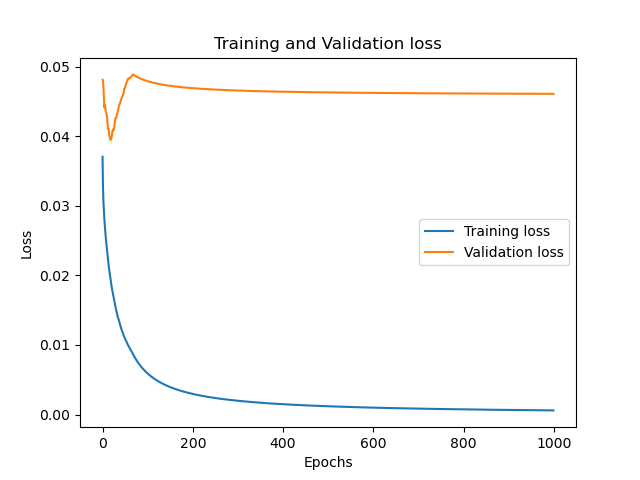 Training and Validation loss
0.05
0.04
0.03
0.02
0.01
0.00
Loss
Training loss
Validation loss
0 200 400 600 800 1000
Epochs